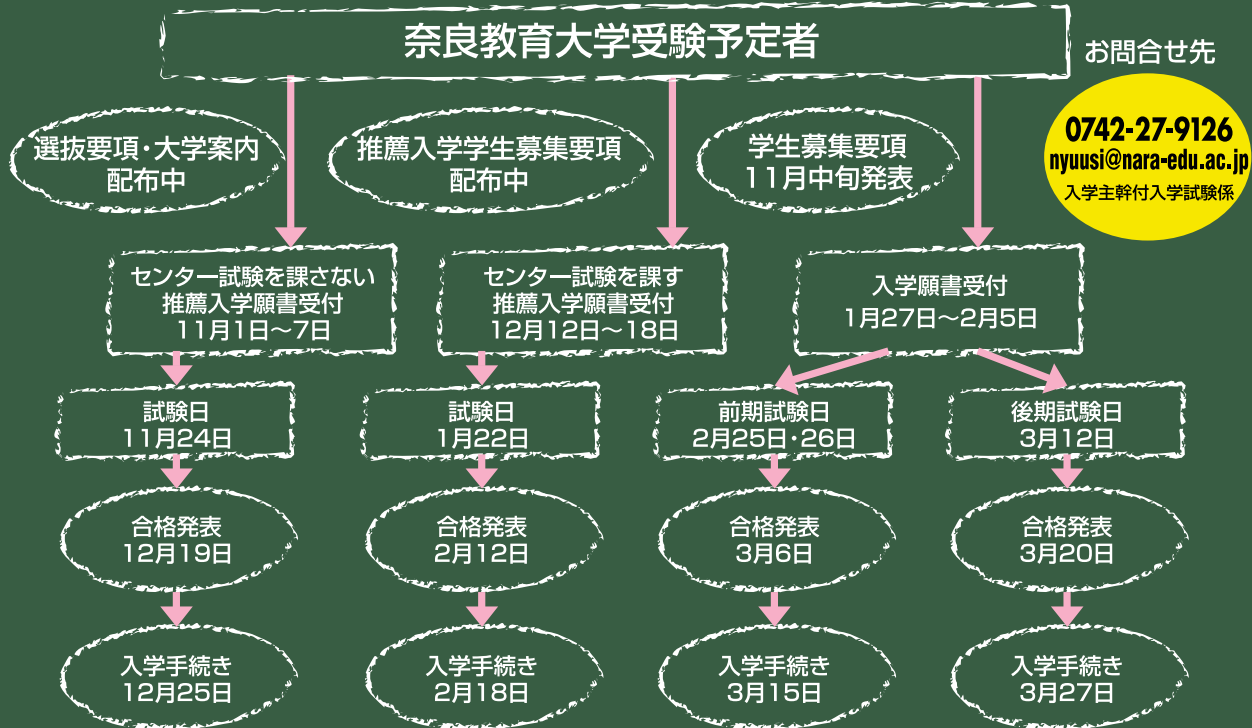 奈良教育大学受験予定者
お問合せ先
0742-27-9126
nyuusi@nara-edu.ac.jp
入学主幹付入学試験係
選抜要項・大学案内
配布中
推薦入学学生募集要項
配布中
学生募集要項
11月中旬発表
センター試験を課さない
推薦入学願書受付
11月1日～7日
センター試験を課す
推薦入学願書受付
12月12日～18日
入学願書受付
1月27日～2月5日
試験日
11月24日
試験日
1月22日
前期試験日
2月25日・26日
後期試験日
3月12日
合格発表
12月19日
合格発表
2月12日
合格発表
3月6日
合格発表
3月20日
入学手続き
12月25日
入学手続き
2月18日
入学手続き
3月15日
入学手続き
3月27日